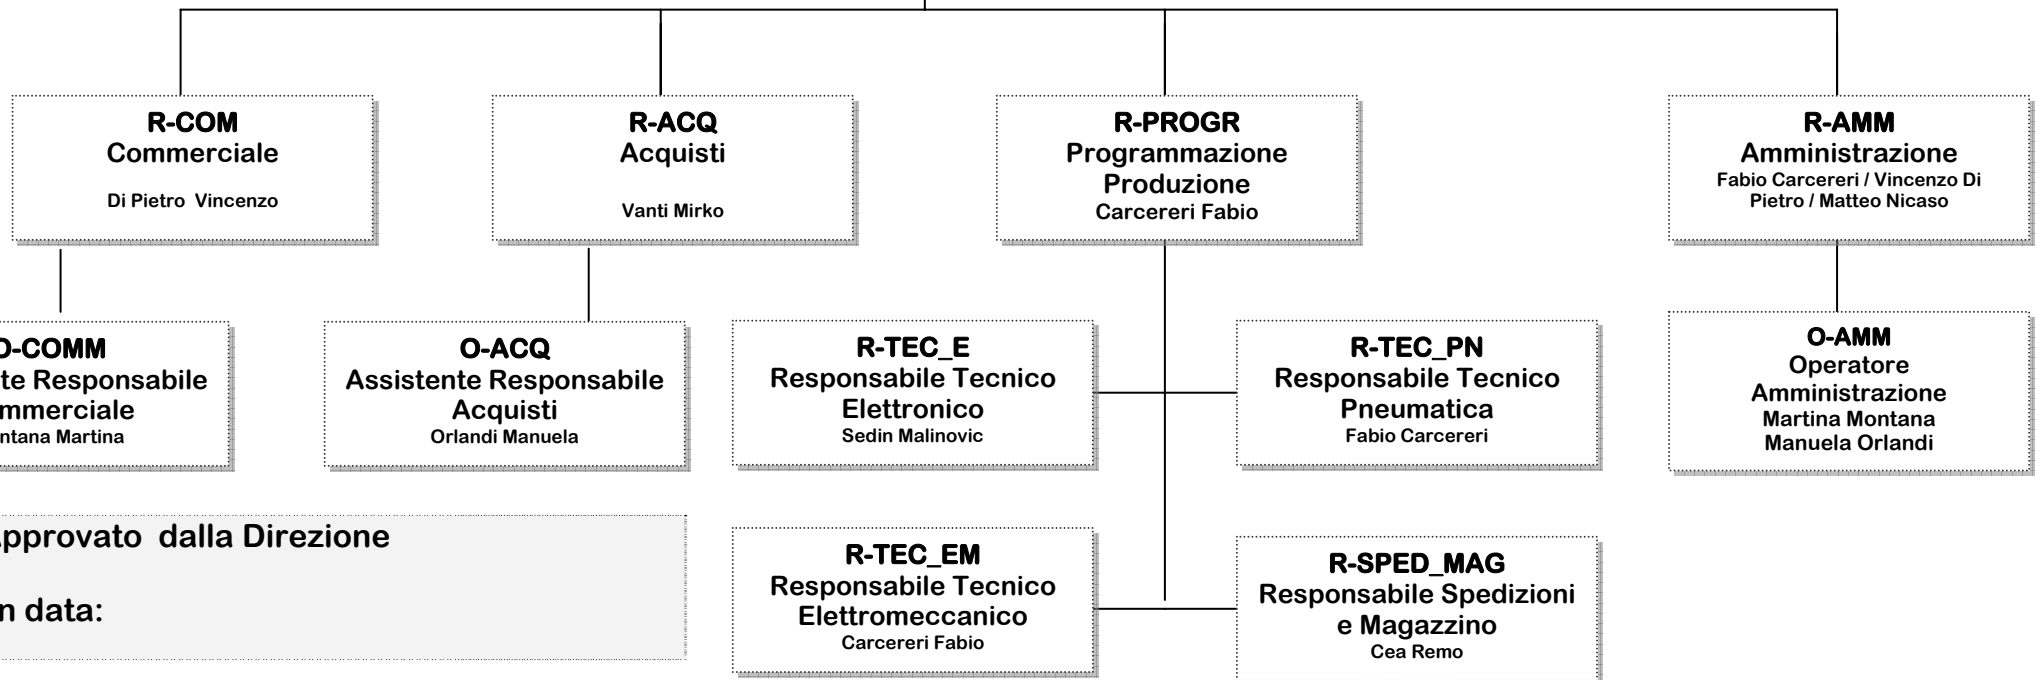 R-COM
Commerciale
Di Pietro Vincenzo
R-ACQ
Acquisti
Vanti Mirko
R-PROGR
Programmazione
Produzione
Carcereri Fabio
R-AMM
Amministrazione
Fabio Carcereri / Vincenzo Di
Pietro / Matteo Nicaso
O-COMM
te Responsabile
mmerciale
ntana Martina
O-ACQ
Assistente Responsabile
Acquisti
Orlandi Manuela
R-TEC_E
Responsabile Tecnico
Elettronico
Sedin Malinovic
R-TEC_PN
Responsabile Tecnico
Pneumatica
Fabio Carcereri
O-AMM
Operatore
Amministrazione
Martina Montana
Manuela Orlandi
Approvato dalla Direzione
n data:
R-TEC_EM
Responsabile Tecnico
Elettromeccanico
Carcereri Fabio
R-SPED_MAG
Responsabile Spedizioni
e Magazzino
Cea Remo